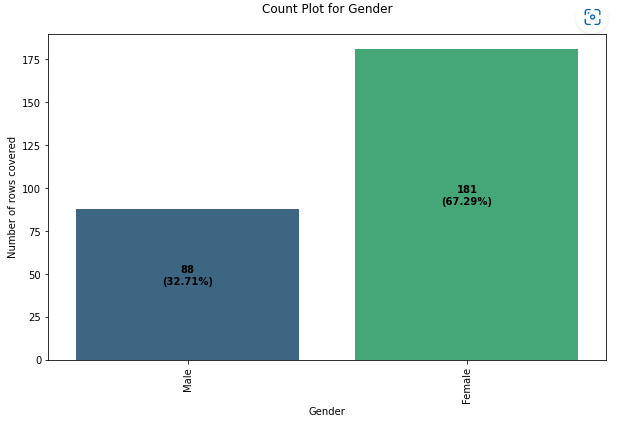 Count Plot for Gender
Number of rows covered
175
150
125
100
75
50
25
0
88
(32.71%)
181
(67.29%)
Male
Female
Gender